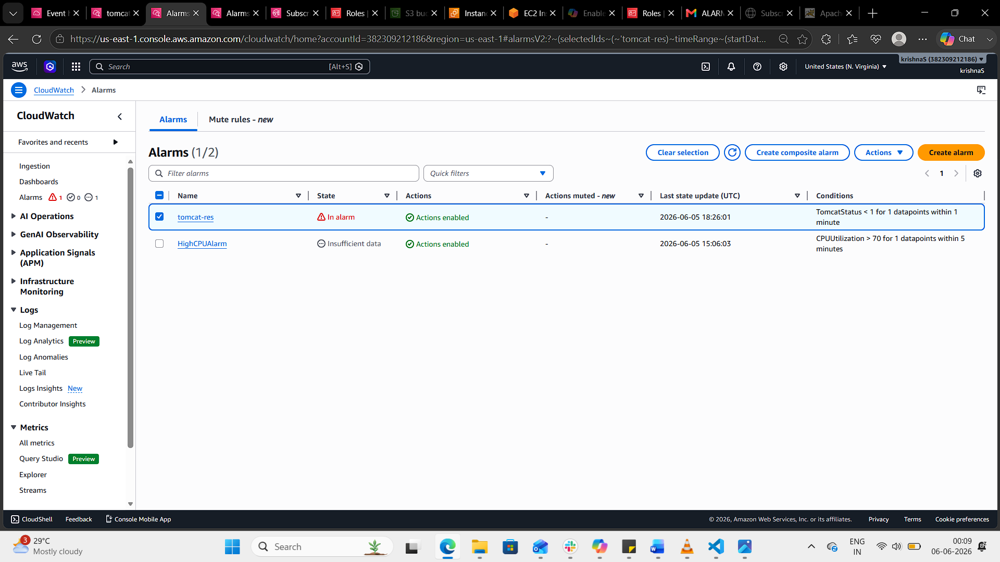 Event h
tomcat
Alarms
Alarms
Subscr
Roles |
S3 buc
Instanc
EC2 In
Enable
Roles |
ALARM
Subscr
Apach
https://us-east-1.console.aws.amazon.com/cloudwatch/home?accountId=382309212186&region=us-east-1#alarmsV2:?~(selectedIds~(~'tomcat-res)~timeRange~(startDat...
Chat
aws
Search
[Alt+S]
United States (N. Virginia)
krishnaS (382309212186)
krishnaS
CloudWatch
Alarms
CloudWatch
Favorites and recents
Ingestion
Dashboards
Alarms 1 0 1
AI Operations
GenAI Observability
Application Signals
(APM)
Infrastructure
Monitoring
Logs
Log Management
Log Analytics Preview
Log Anomalies
Live Tail
Logs Insights New
Contributor Insights
Metrics
All metrics
Query Studio Preview
Explorer
Streams
Alarms
Mute rules - new
Alarms (1/2)
Clear selection
Create composite alarm
Actions
Create alarm
Filter alarms
Quick filters
1
Name
State
Actions
Actions muted - new
Last state update (UTC)
Conditions
tomcat-res
In alarm
Actions enabled
-
2026-06-05 18:26:01
TomcatStatus < 1 for 1 datapoints within 1
minute
HighCPUAlarm
Insufficient data
Actions enabled
-
2026-06-05 15:06:03
CPUUtilization > 70 for 1 datapoints within 5
minutes
CloudShell
Feedback
Console Mobile App
© 2026, Amazon Web Services, Inc. or its affiliates.
Privacy
Terms
Cookie preferences
3
29°C
Mostly cloudy
Search
ENG
IN
00:09
06-06-2026